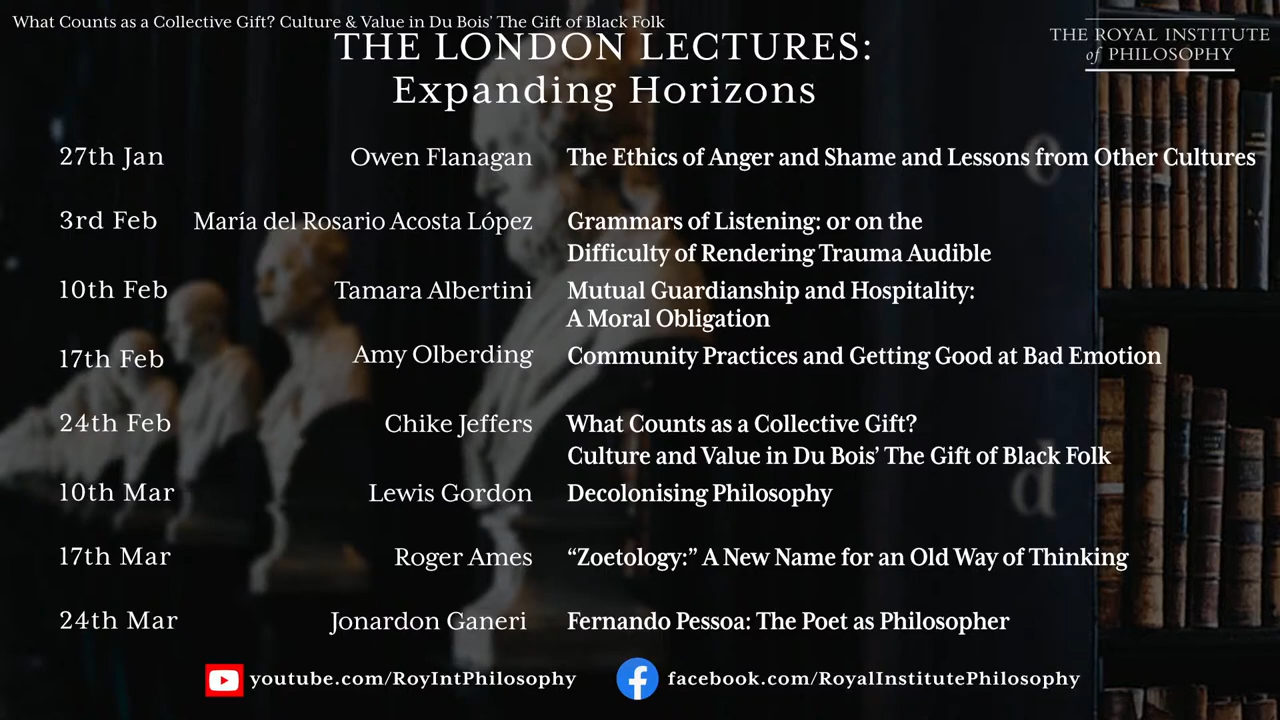 What Counts as a Collective Gift? Culture & Value in Du Bois' The Gift of Black Folk
THE LONDON LECTURES:
Expanding Horizons
THE ROYAL INSTITUTE
of PHILOSOPHY
27th Jan Owen Flanagan The Ethics of Anger and Shame and Lessons from Other Cultures
3rd Feb María del Rosario Acosta López Grammars of Listening: or on the
Difficulty of Rendering Trauma Audible
10th Feb Tamara Albertini Mutual Guardianship and Hospitality:
A Moral Obligation
17th Feb Amy Olberding Community Practices and Getting Good at Bad Emotion
24th Feb Chike Jeffers What Counts as a Collective Gift?
Culture and Value in Du Bois' The Gift of Black Folk
10th Mar Lewis Gordon Decolonising Philosophy
17th Mar Roger Ames “Zoetology:” A New Name for an Old Way of Thinking
24th Mar Jonardon Ganeri Fernando Pessoa: The Poet as Philosopher
youtube.com/RoyIntPhilosophy facebook.com/RoyalInstitutePhilosophy